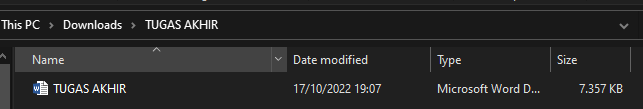 This PC > Downloads > TUGAS AKHIR
Name Date modified Type Size
TUGAS AKHIR 17/10/2022 19:07 Microsoft Word D... 7.357 KB